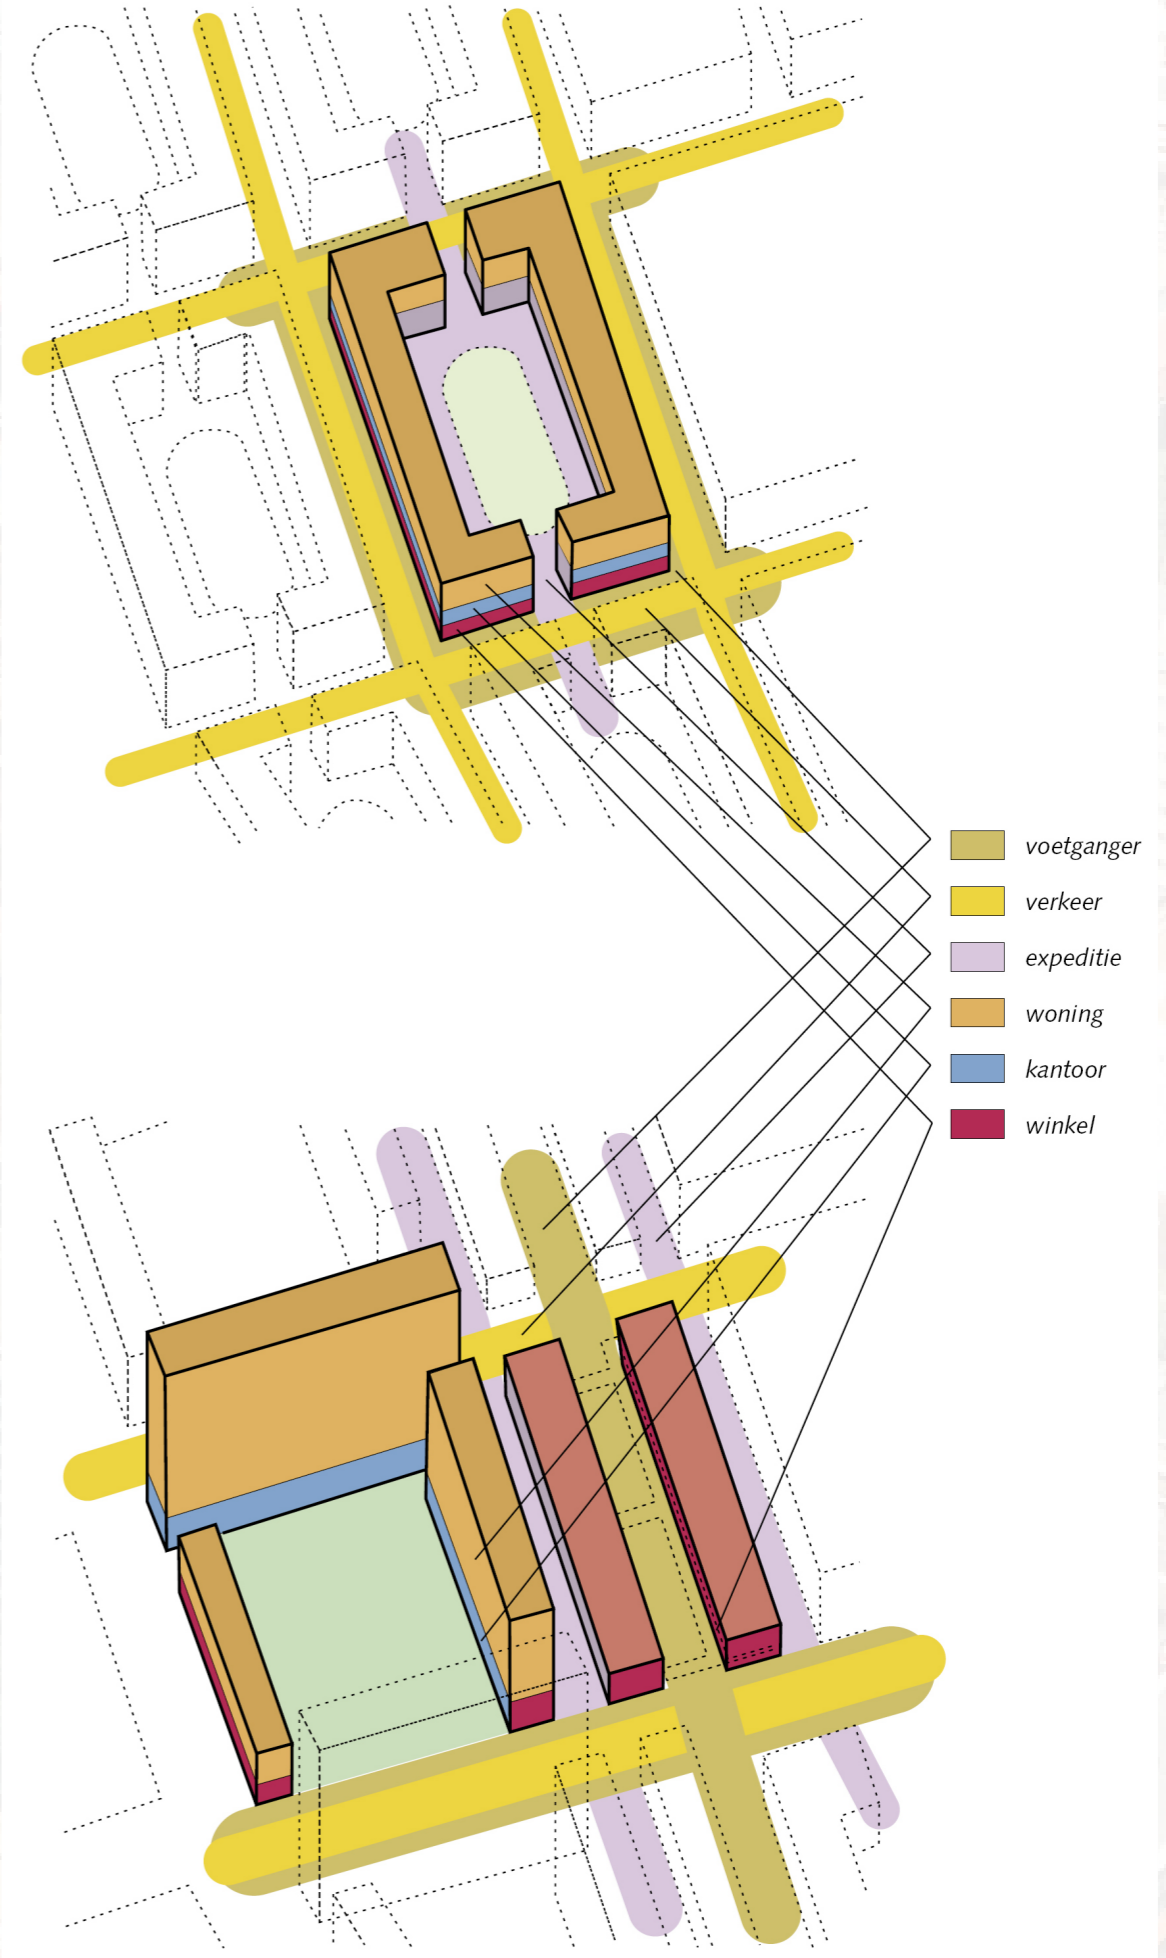 voetganger
verkeer
expeditie
woning
kantoor
winkel